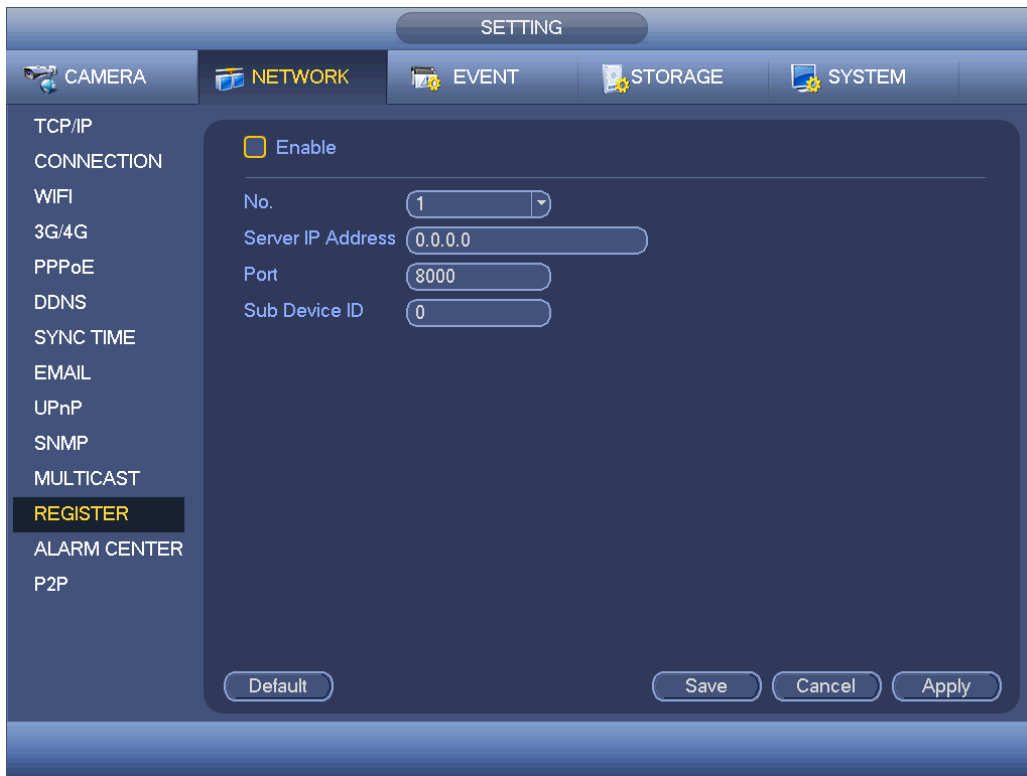 SETTING
CAMERA NETWORK EVENT STORAGE SYSTEM
TCP/IP
CONNECTION
WIFI
3G/4G
PPPoE
DDNS
SYNC TIME
EMAIL
UPnP
SNMP
MULTICAST
REGISTER
ALARM CENTER
P2P
Enable
No. 1
Server IP Address 0.0.0.0
Port 8000
Sub Device ID 0
Default Save Cancel Apply